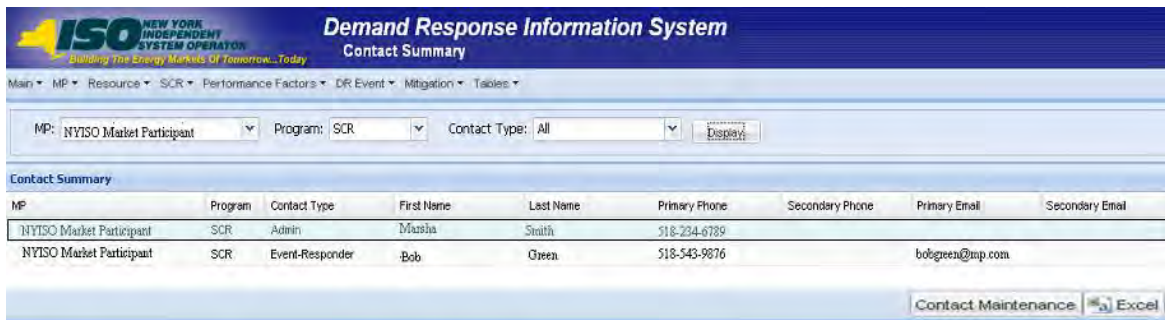 NEW YORK
INDEPENDENT
SYSTEM OPERATOR
ISO
Building The Energy Markets Of Tomorrow...Today
Demand Response Information System
Contact Summary
Main MP Resource SCR Performance Factors DR Event Mitigation Tables
MP: NYISO Market Participant Program: SCR Contact Type: All Display
Contact Summary
MP Program Contact Type First Name Last Name Primary Phone Secondary Phone Primary Email Secondary Email
NYISO Market Participant SCR Admin Marsha Smith 518-234-6789
NYISO Market Participant SCR Event-Responder Bob Green 518-543-9876 bobgreen@mp.com
Contact Maintenance Excel